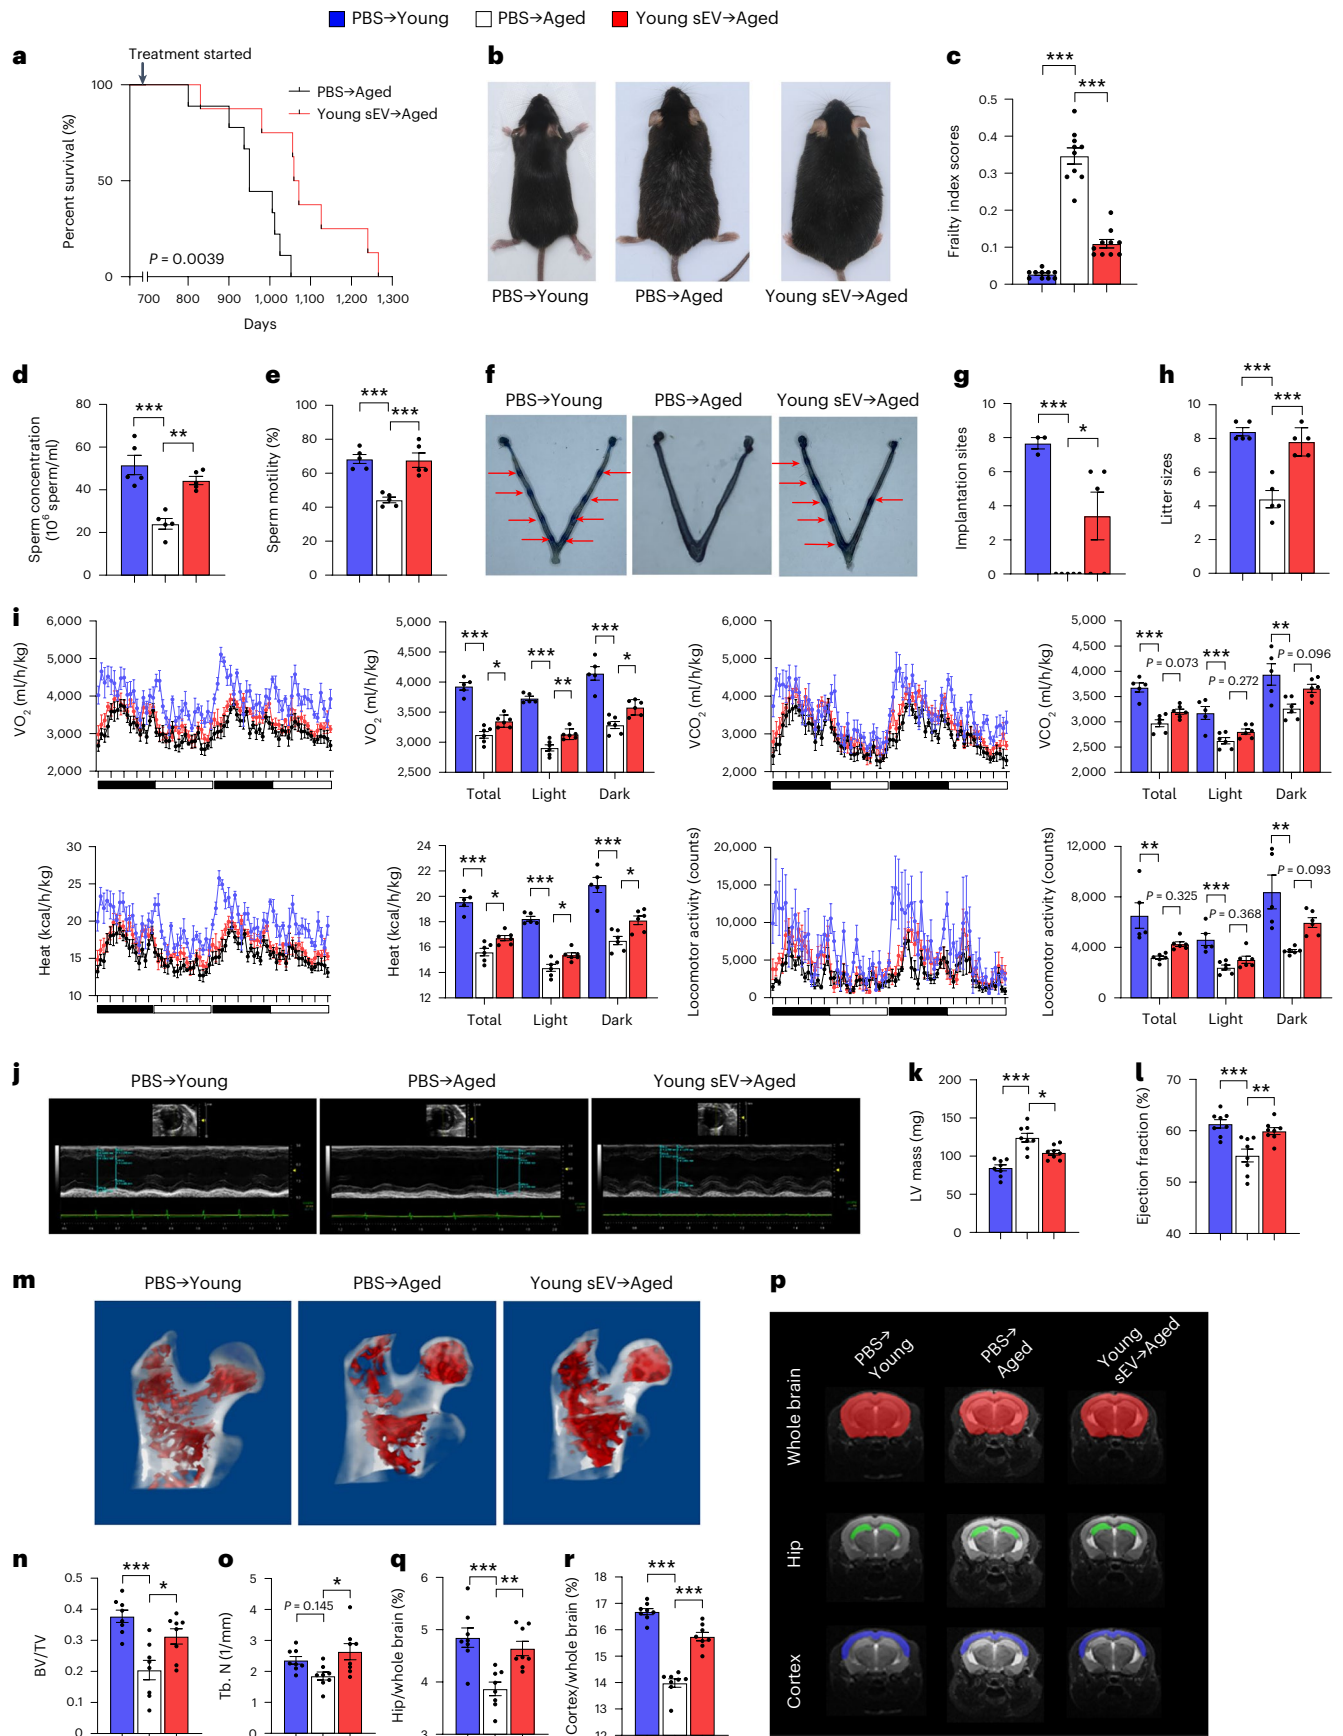 PBS→Young PBS→Aged Young sEV→Aged
a
Treatment started
Percent survival (%)
100
50
0
PBS→Aged
Young sEV→Aged
P = 0.0039
700 800 900 1,000 1,100 1,200 1,300
Days
b
PBS→Young PBS→Aged Young sEV→Aged
c
***
***
Frailty index scores
0.5
0.4
0.3
0.2
0.1
0
d
***
**
Sperm concentration
(10⁶ sperm/ml)
80
60
40
20
0
e
***
***
Sperm motility (%)
100
80
60
40
20
0
f
PBS→Young PBS→Aged Young sEV→Aged
g
***
*
Implantation sites
10
8
6
4
2
0
h
***
***
Litter sizes
10
8
6
4
2
0
i
VO₂ (ml/h/kg)
6,000
5,000
4,000
3,000
2,000
VO₂ (ml/h/kg)
5,000
4,500
4,000
3,500
3,000
2,500
*** * *** ** *** *
Total Light Dark
VCO₂ (ml/h/kg)
6,000
5,000
4,000
3,000
2,000
VCO₂ (ml/h/kg)
5,000
4,500
4,000
3,500
3,000
2,500
2,000
*** P = 0.073 *** P = 0.272 ** P = 0.096
Total Light Dark
Heat (kcal/h/kg)
30
25
20
15
10
Heat (kcal/h/kg)
24
22
20
18
16
14
12
*** * *** * *** *
Total Light Dark
Locomotor activity (counts)
20,000
15,000
10,000
5,000
0
Locomotor activity (counts)
12,000
8,000
4,000
0
** P = 0.325 *** P = 0.368 ** P = 0.093
Total Light Dark
j
PBS→Young PBS→Aged Young sEV→Aged
k
***
*
LV mass (mg)
200
150
100
50
0
l
***
**
Ejection fraction (%)
70
60
50
40
m
PBS→Young PBS→Aged Young sEV→Aged
n
***
*
BV/TV
0.5
0.4
0.3
0.2
0.1
0
o
P = 0.145
*
Tb. N (1/mm)
5
4
3
2
1
0
q
***
**
Hip/whole brain (%)
6
5
4
3
r
***
***
Cortex/whole brain (%)
18
17
16
15
14
13
12
p
PBS→
Young
PBS→
Aged
Young
sEV→Aged
Whole brain
Hip
Cortex